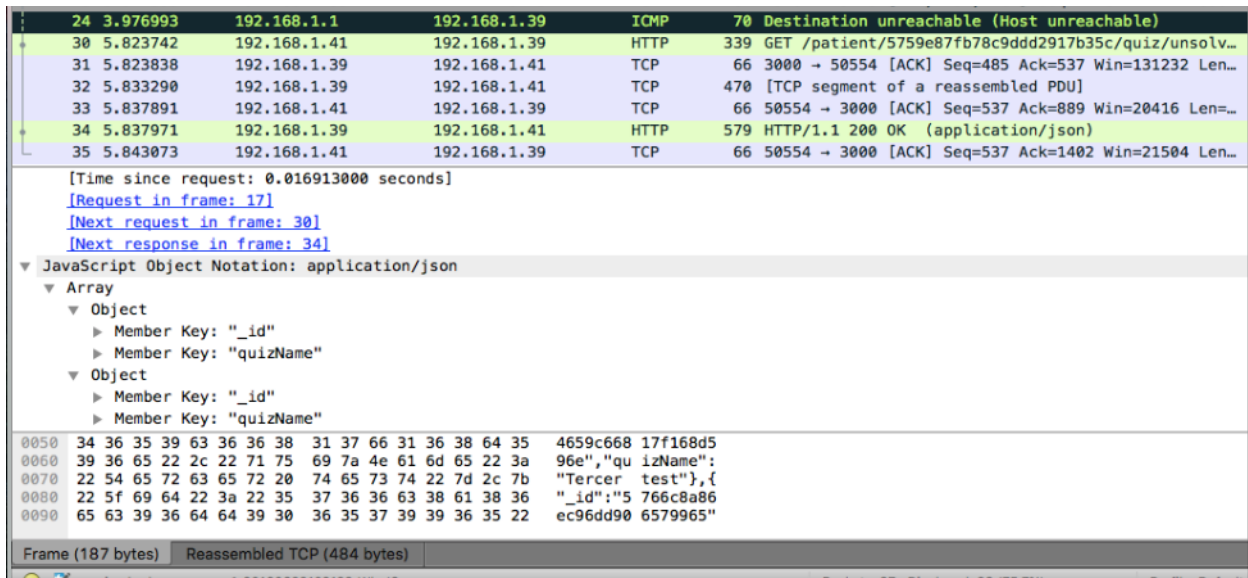 24 3.976993 192.168.1.1 192.168.1.39 ICMP 70 Destination unreachable (Host unreachable)
30 5.823742 192.168.1.41 192.168.1.39 HTTP 339 GET /patient/5759e87fb78c9ddd2917b35c/quiz/unsolv…
31 5.823838 192.168.1.39 192.168.1.41 TCP 66 3000 → 50554 [ACK] Seq=485 Ack=537 Win=131232 Len…
32 5.833290 192.168.1.39 192.168.1.41 TCP 470 [TCP segment of a reassembled PDU]
33 5.837891 192.168.1.41 192.168.1.39 TCP 66 50554 → 3000 [ACK] Seq=537 Ack=889 Win=20416 Len=…
34 5.837971 192.168.1.39 192.168.1.41 HTTP 579 HTTP/1.1 200 OK (application/json)
35 5.843073 192.168.1.41 192.168.1.39 TCP 66 50554 → 3000 [ACK] Seq=537 Ack=1402 Win=21504 Len…
[Time since request: 0.016913000 seconds]
[Request in frame: 17]
[Next request in frame: 30]
[Next response in frame: 34]
JavaScript Object Notation: application/json
Array
Object
Member Key: "_id"
Member Key: "quizName"
Object
Member Key: "_id"
Member Key: "quizName"
0050 34 36 35 39 63 36 36 38 31 37 66 31 36 38 64 35 4659c668 17f168d5
0060 39 36 65 22 2c 22 71 75 69 7a 4e 61 6d 65 22 3a 96e","qu izName":
0070 22 54 65 72 63 65 72 20 74 65 73 74 22 7d 2c 7b "Tercer test"},{
0080 22 5f 69 64 22 3a 22 35 37 36 36 63 38 61 38 36 "_id":"5 766c8a86
0090 65 63 39 36 64 64 39 30 36 35 37 39 39 36 35 22 ec96dd90 6579965"
Frame (187 bytes) Reassembled TCP (484 bytes)